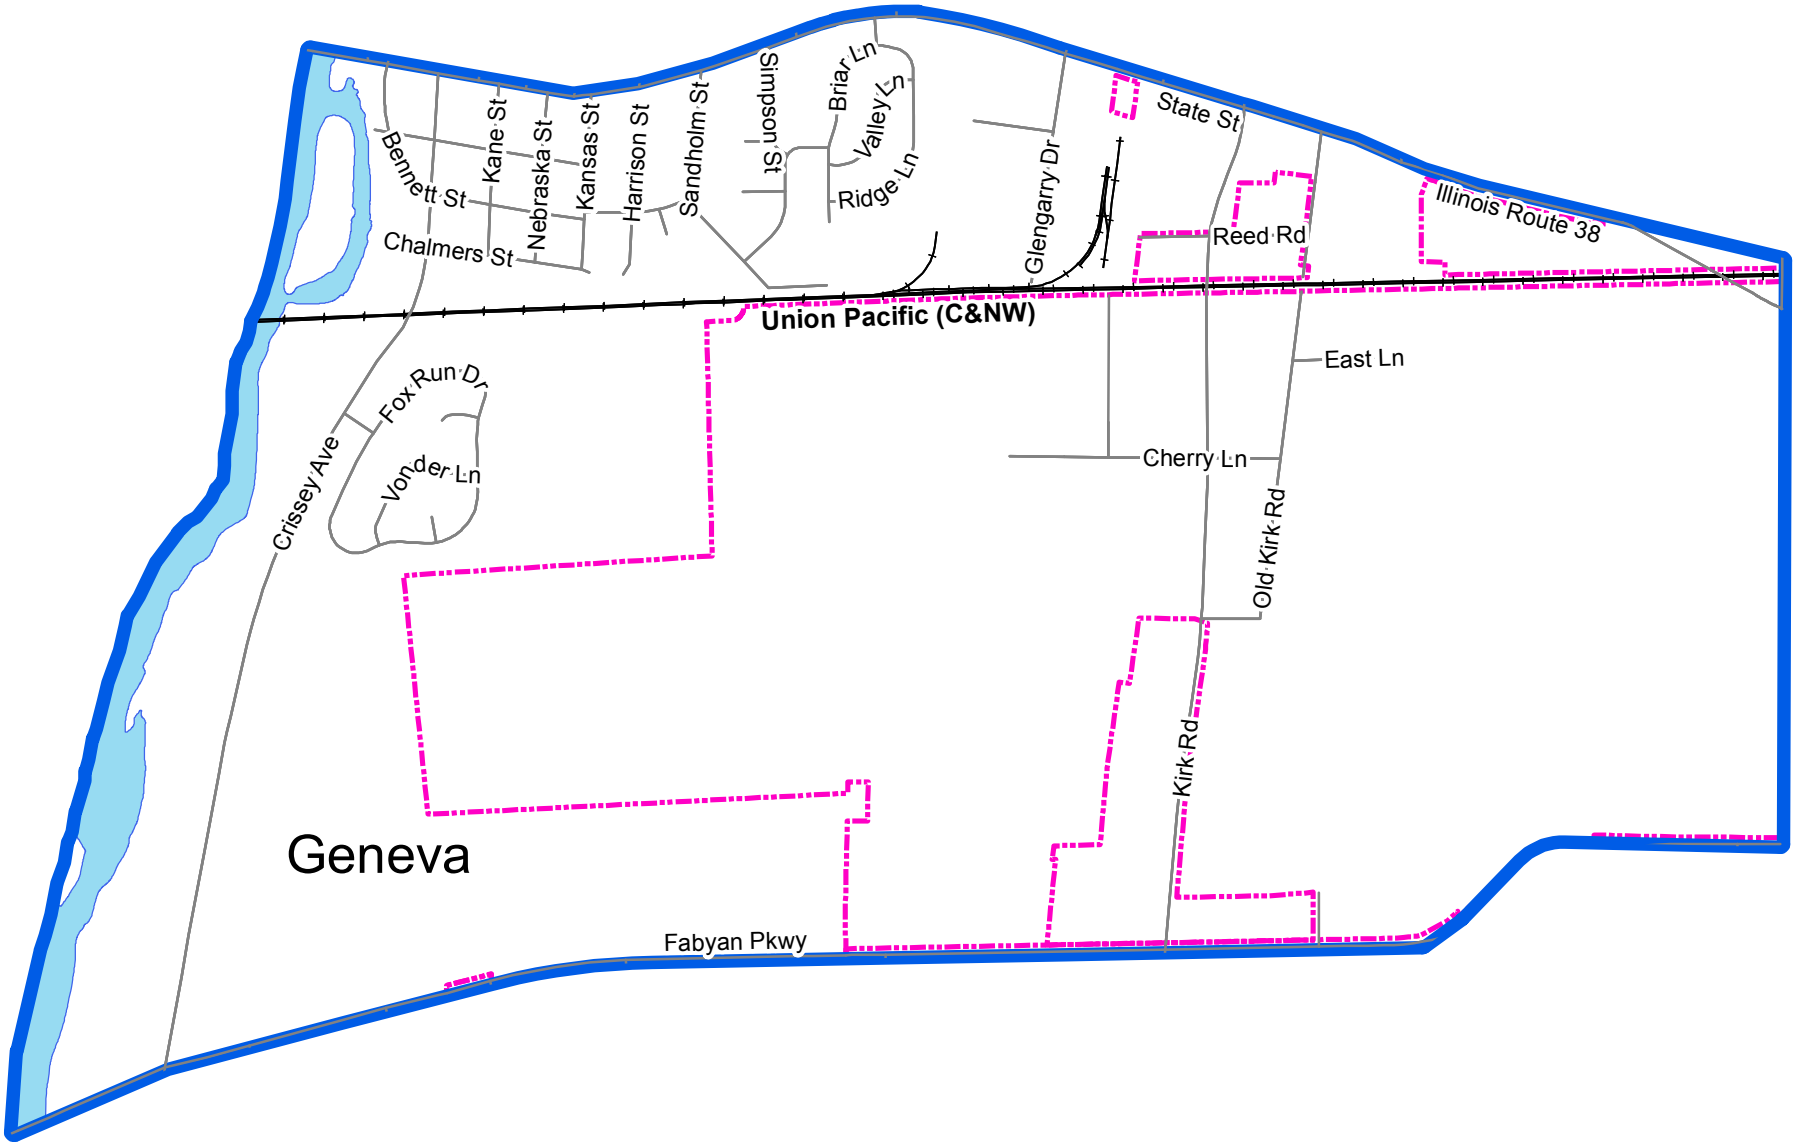 Simpson St
Briar Ln
Valley Ln
Ridge Ln
State St
Kane St
Nebraska St
Kansas St
Harrison St
Sandholm St
Bennett St
Chalmers St
Glengarry Dr
Reed Rd
Illinois Route 38
Union Pacific (C&NW)
East Ln
Fox Run Dr
Vonder Ln
Crissey Ave
Cherry Ln
Old Kirk Rd
Kirk Rd
Geneva
Fabyan Pkwy